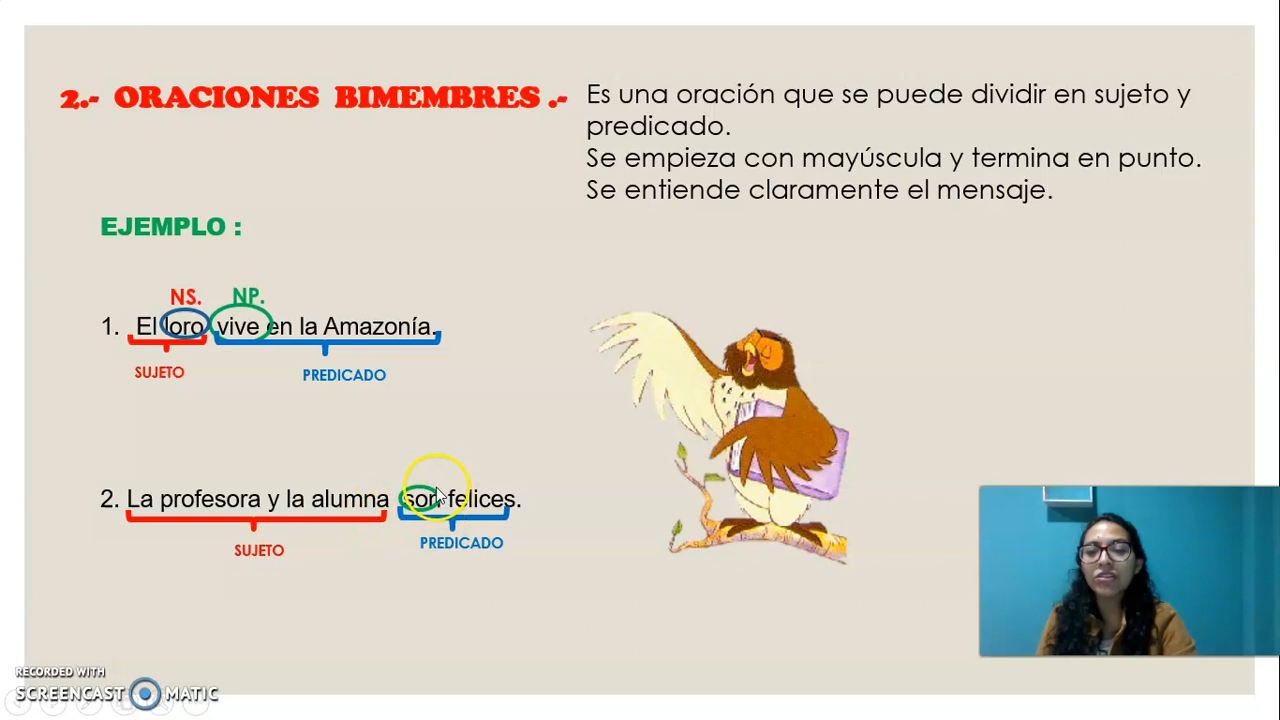 2.- ORACIONES BIMEMBRES .-
Es una oración que se puede dividir en sujeto y
predicado.
Se empieza con mayúscula y termina en punto.
Se entiende claramente el mensaje.
EJEMPLO :
NS. NP.
1. El loro vive en la Amazonía.
SUJETO PREDICADO
2. La profesora y la alumna son felices.
SUJETO PREDICADO
RECORDED WITH
SCREENCAST MATIC